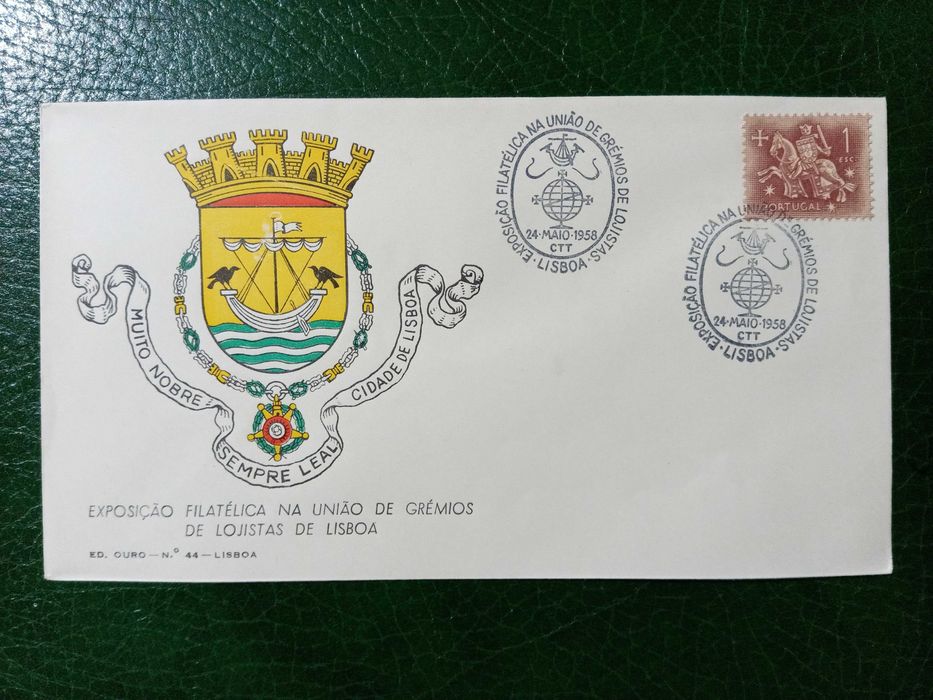 MUITO NOBRE
SEMPRE LEAL
CIDADE DE LISBOA
EXPOSIÇÃO FILATÉLICA NA UNIÃO DE GRÉMIOS
DE LOJISTAS DE LISBOA
ED. OURO — N.º 44 — LISBOA
EXPOSIÇÃO FILATÉLICA NA UNIÃO DE GRÉMIOS DE LOJISTAS
24·MAIO·1958
CTT
·LISBOA·
1
ESC.
PORTUGAL
EXPOSIÇÃO FILATÉLICA NA UNIÃO DE GRÉMIOS DE LOJISTAS
24·MAIO·1958
CTT
·LISBOA·